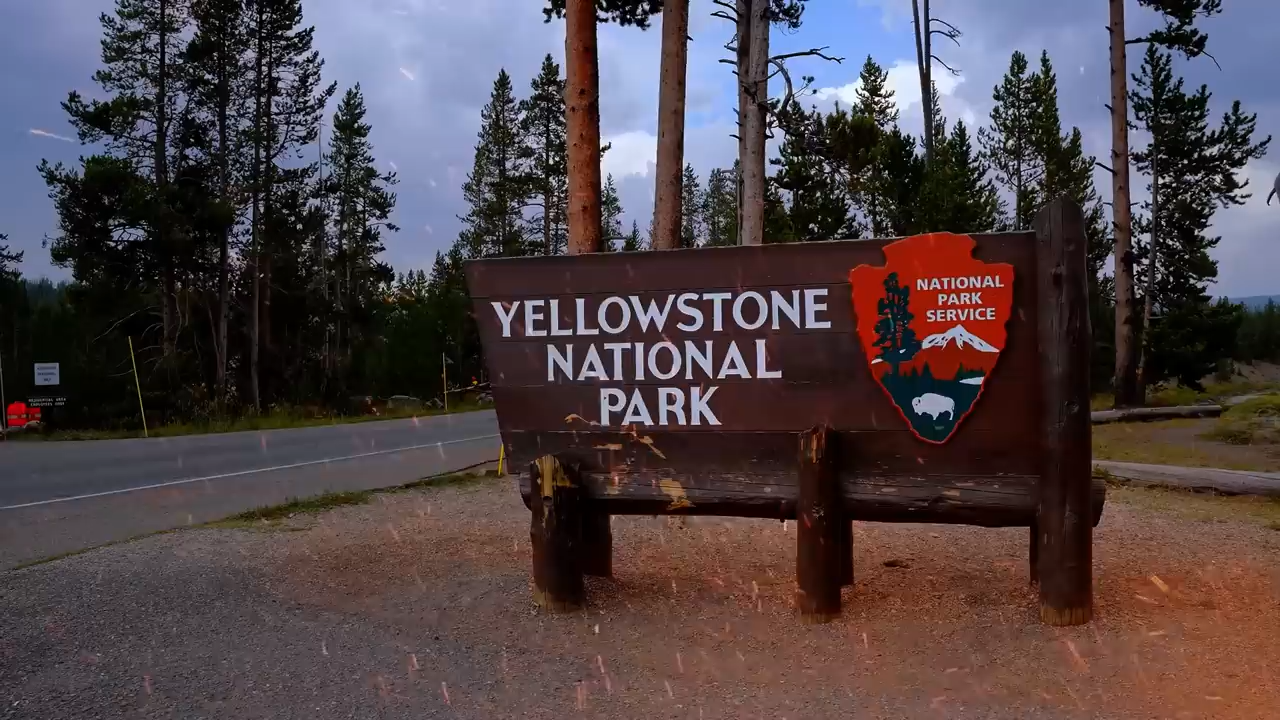 YELLOWSTONE
NATIONAL
PARK
NATIONAL
PARK
SERVICE